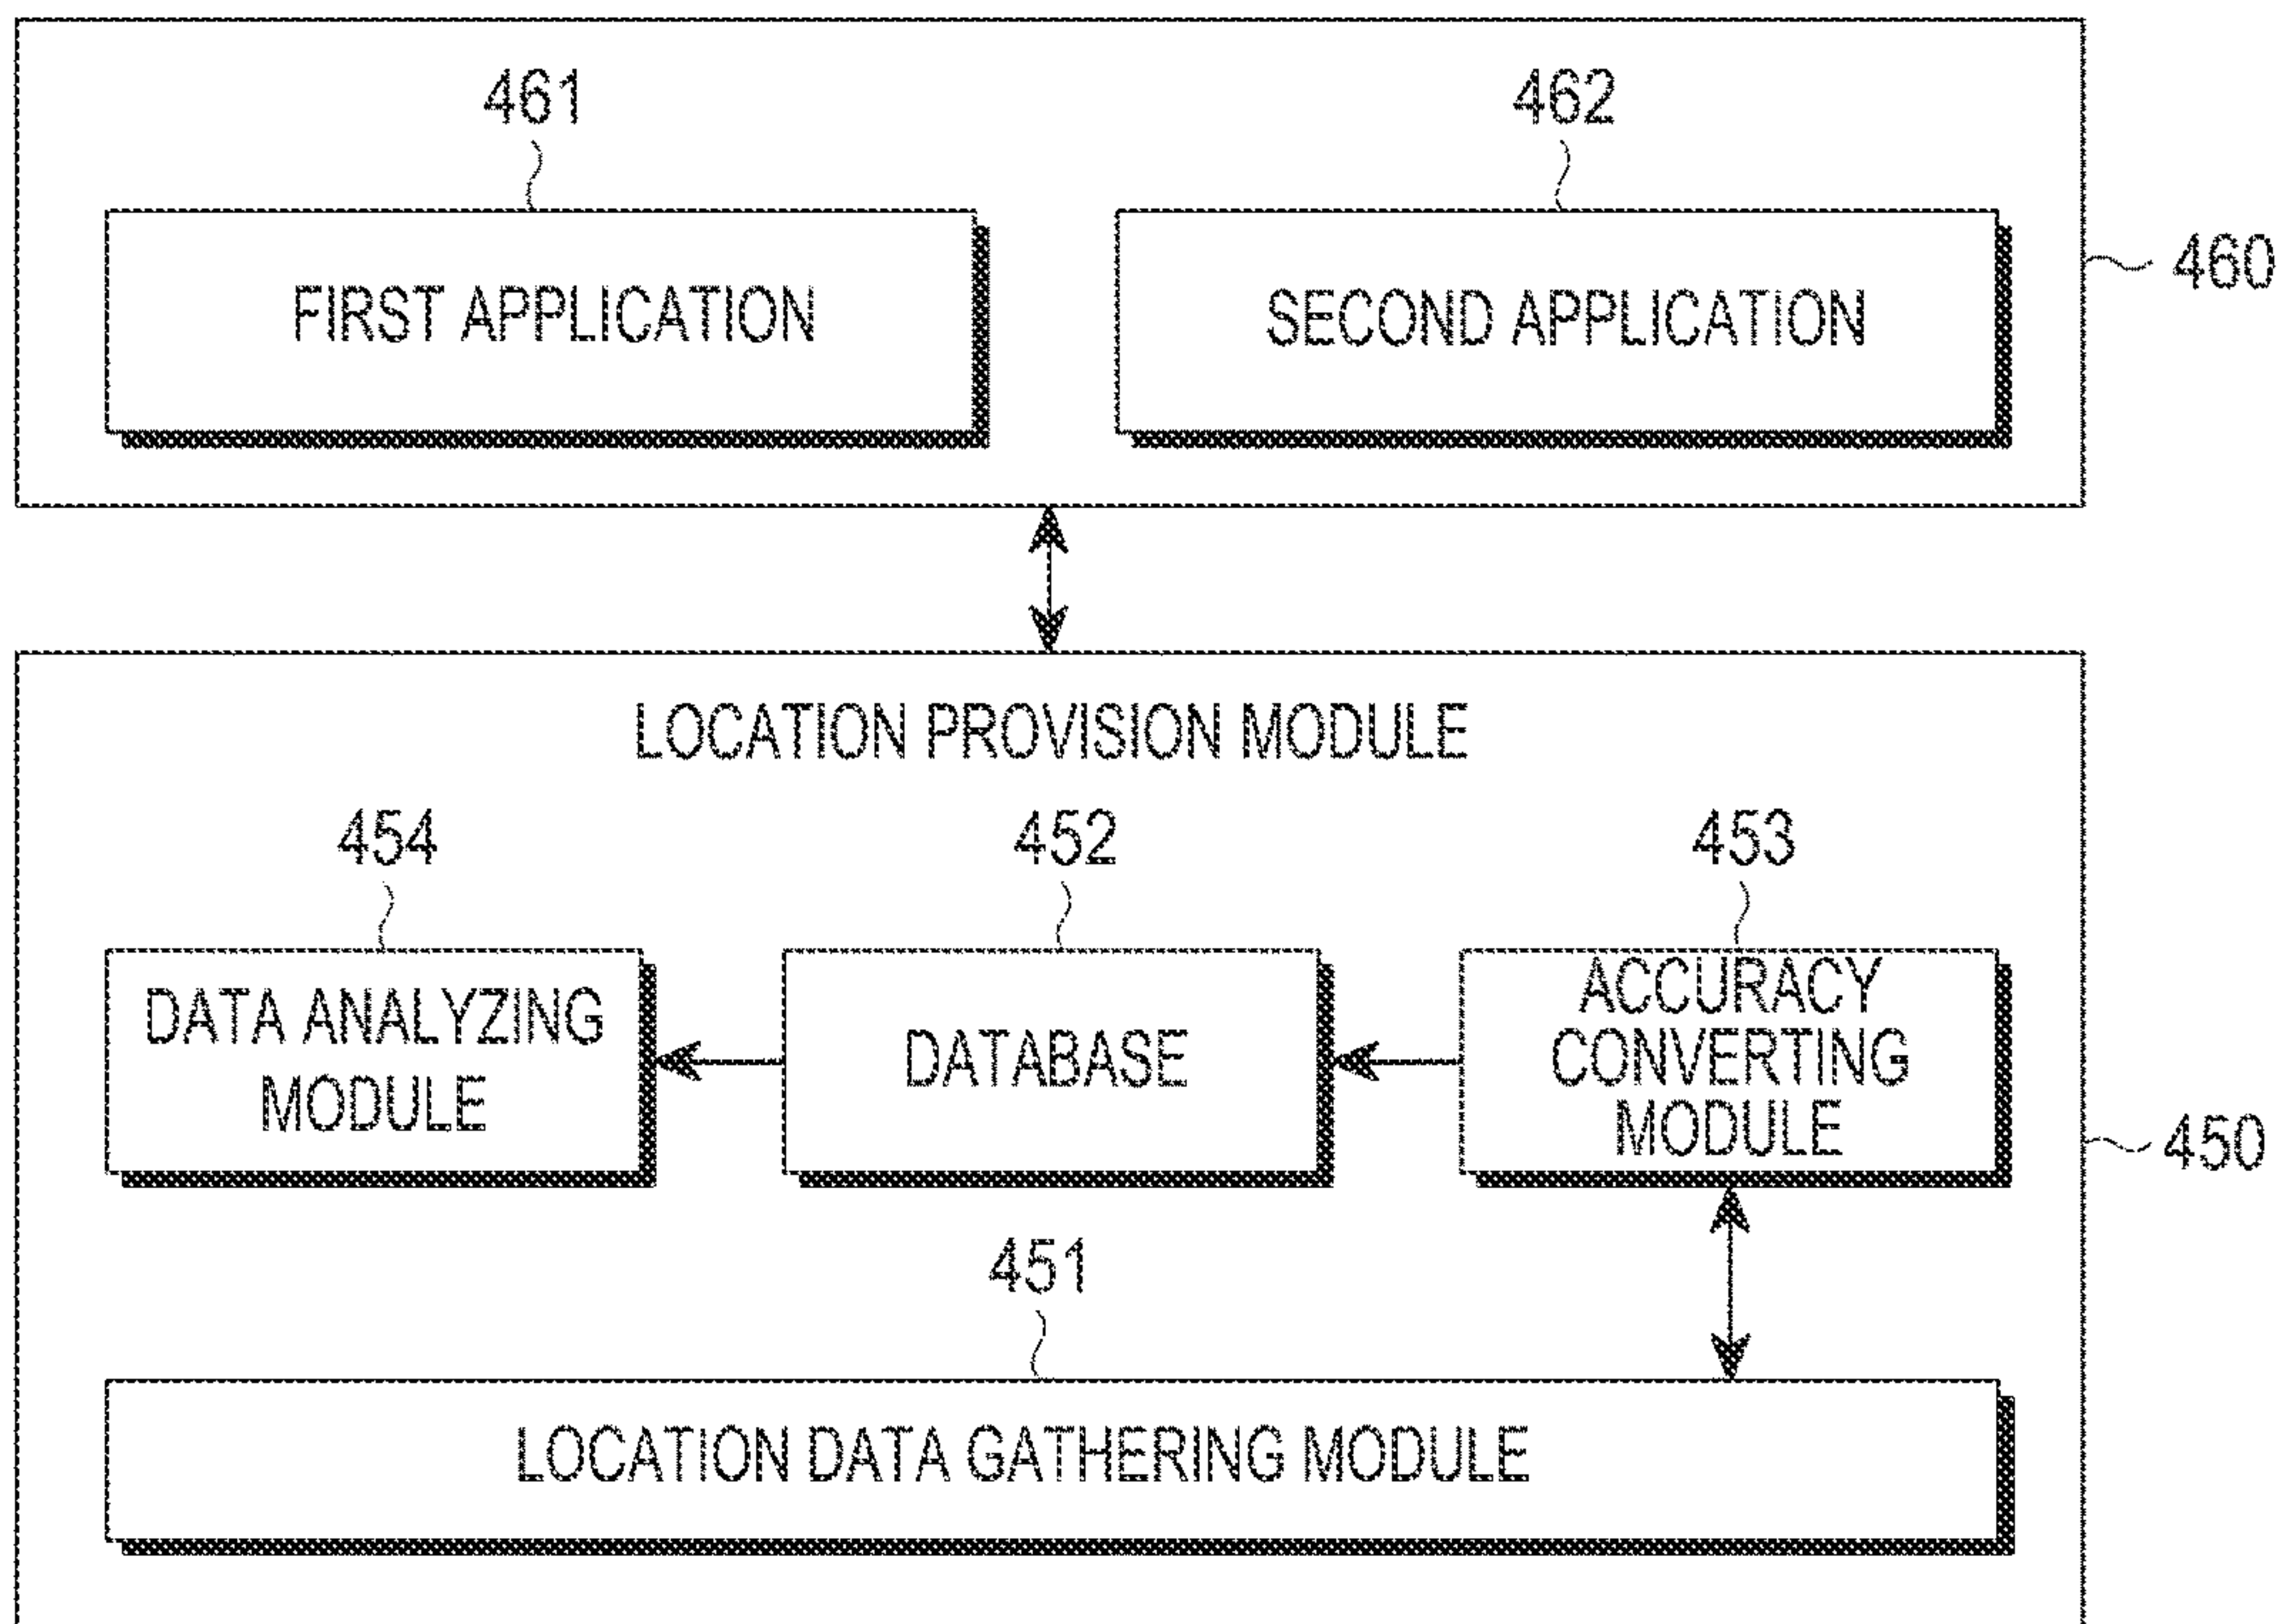 461
462
FIRST APPLICATION
SECOND APPLICATION
460
LOCATION PROVISION MODULE
454
452
453
DATA ANALYZING
MODULE
DATABASE
ACCURACY
CONVERTING
MODULE
450
451
LOCATION DATA GATHERING MODULE